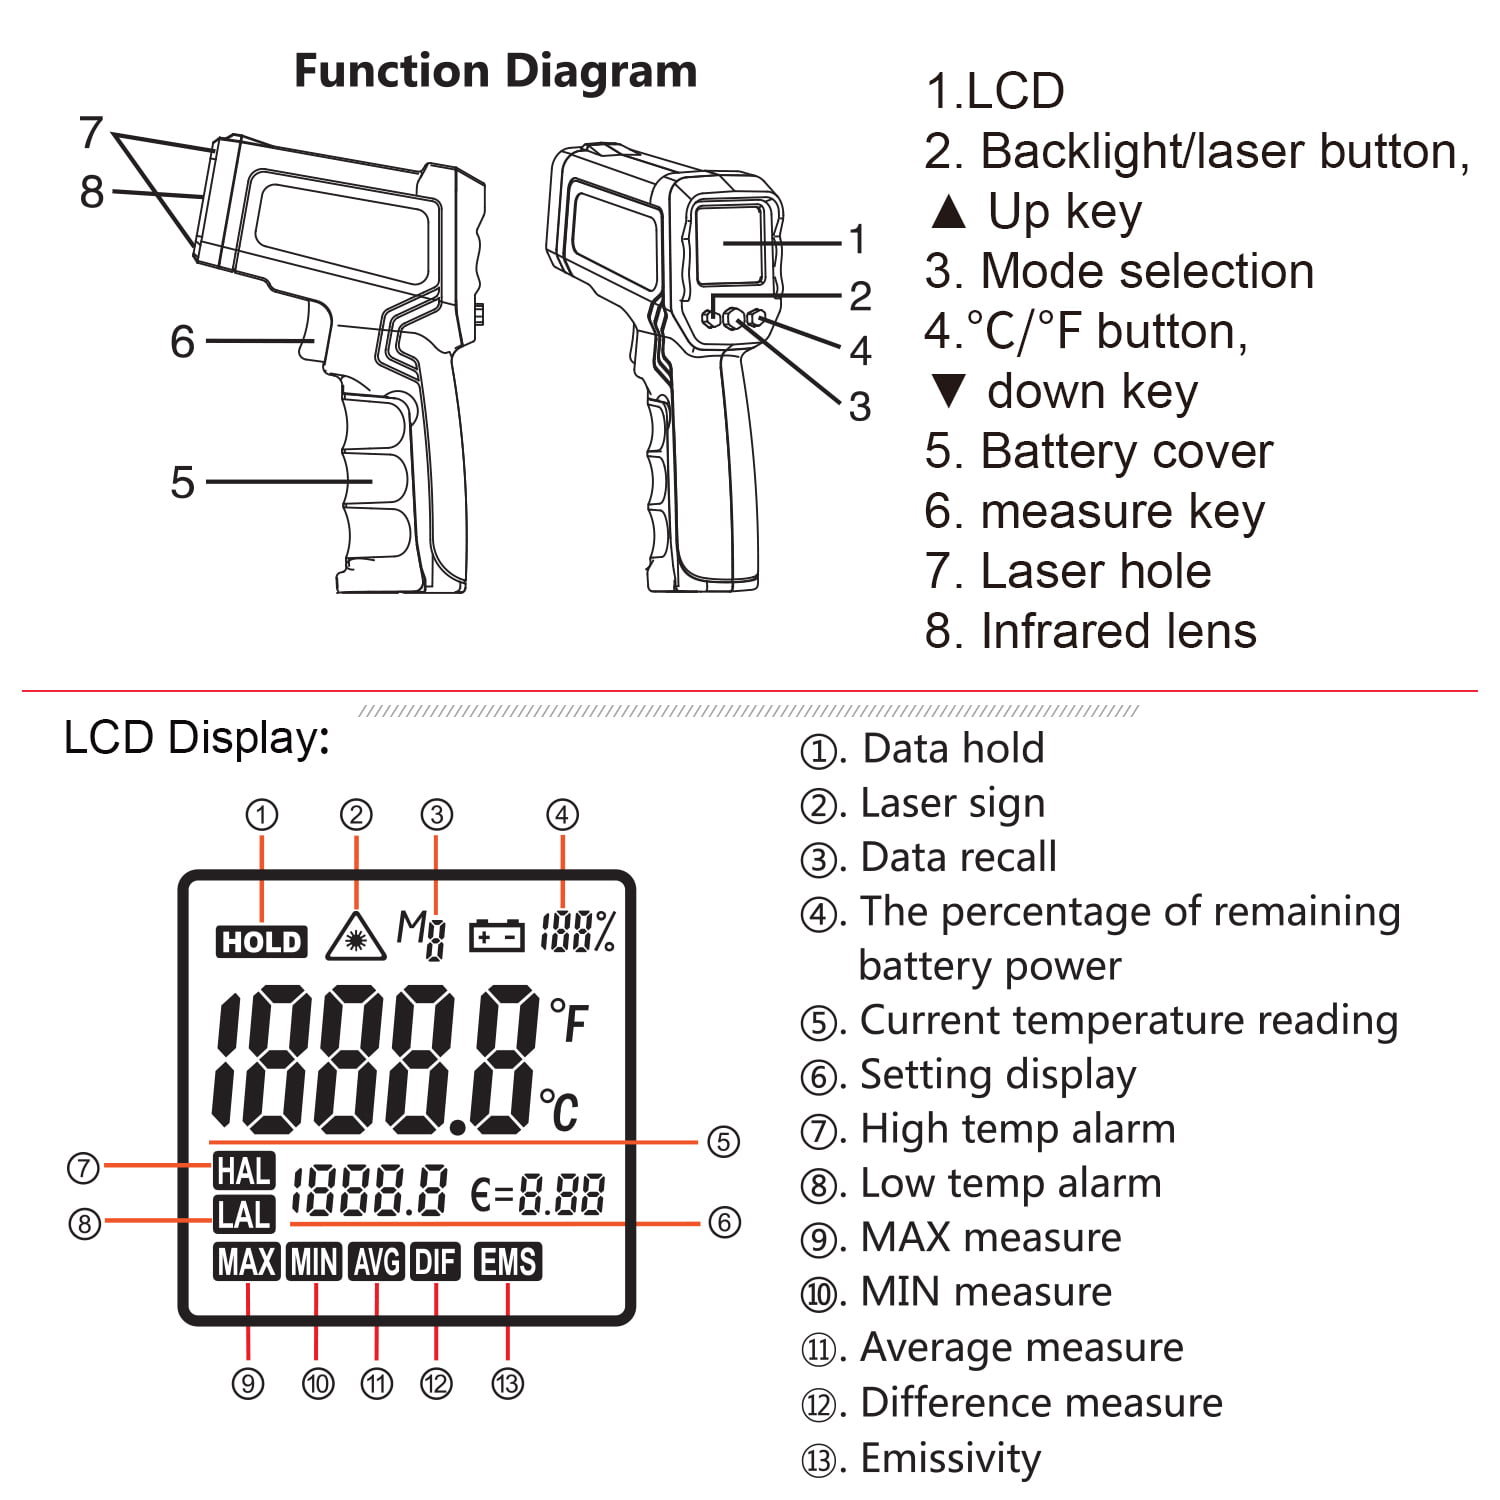 Function Diagram
7
8
6
5
1
2
4
3
1.LCD
2. Backlight/laser button,
▲ Up key
3. Mode selection
4.°C/°F button,
▼ down key
5. Battery cover
6. measure key
7. Laser hole
8. Infrared lens
LCD Display:
① ② ③ ④
HOLD M8 + - 188%
1888.8 °F
°C
⑤
⑦ HAL 1888.8 €=8.88
⑧ LAL
⑥
MAX MIN AVG DIF EMS
⑨ ⑩ ⑪ ⑫ ⑬
①. Data hold
②. Laser sign
③. Data recall
④. The percentage of remaining
battery power
⑤. Current temperature reading
⑥. Setting display
⑦. High temp alarm
⑧. Low temp alarm
⑨. MAX measure
⑩. MIN measure
⑪. Average measure
⑫. Difference measure
⑬. Emissivity